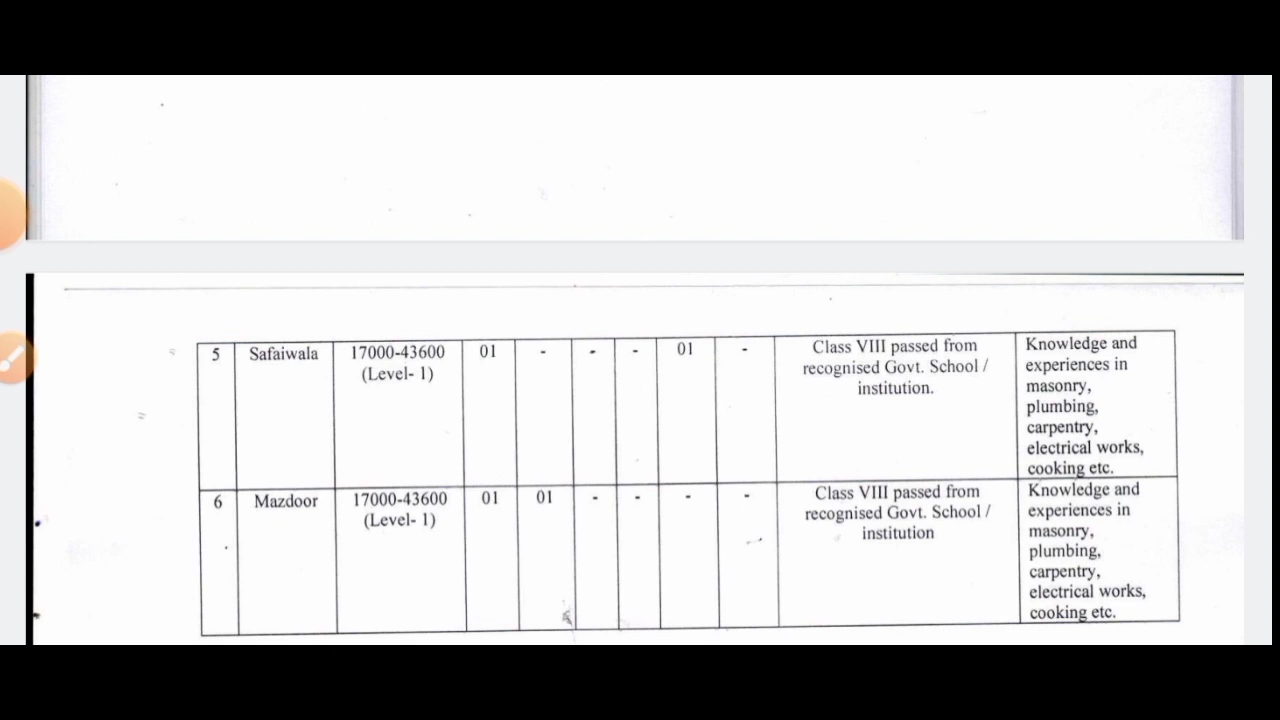 5 Safaiwala 17000-43600 01 - - - 01 - Class VIII passed from Knowledge and
(Level- 1) recognised Govt. School / experiences in
institution. masonry,
plumbing,
carpentry,
electrical works,
cooking etc.
6 Mazdoor 17000-43600 01 01 - - - - Class VIII passed from Knowledge and
(Level- 1) recognised Govt. School / experiences in
institution masonry,
plumbing,
carpentry,
electrical works,
cooking etc.